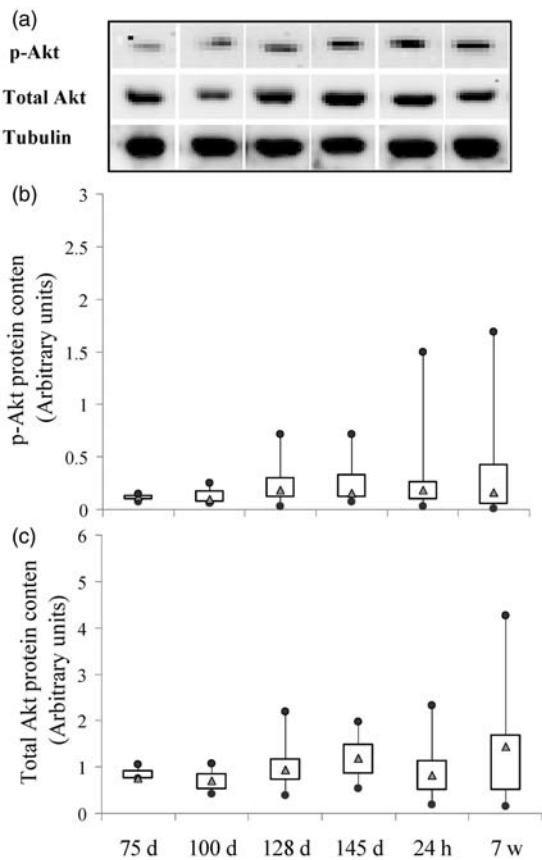 (a)
p-Akt
Total Akt
Tubulin
(b)
p-Akt protein conten
(Arbitrary units)
3
2.5
2
1.5
1
0.5
0
(c)
Total Akt protein conten
(Arbitrary units)
6
5
4
3
2
1
0
75 d 100 d 128 d 145 d 24 h 7 w